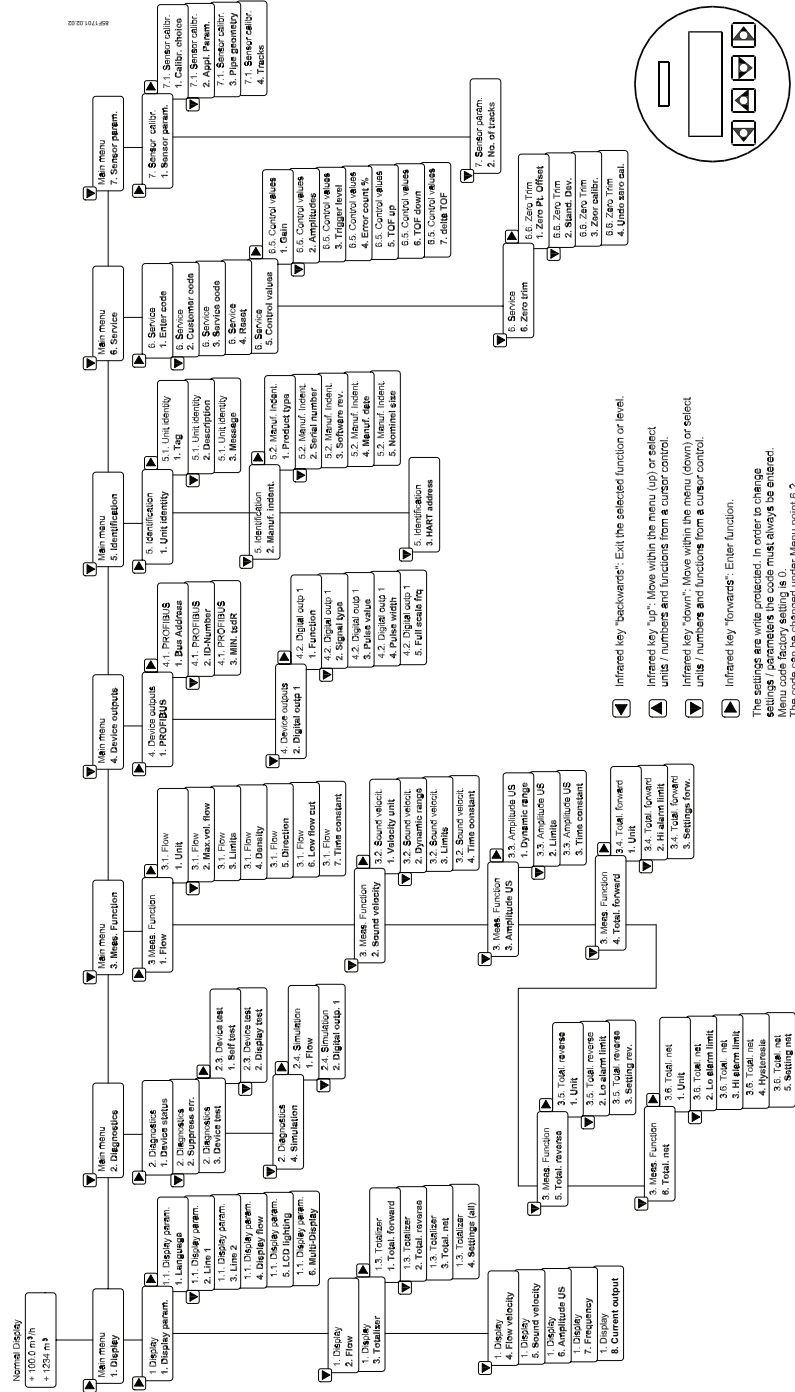 85F1701.02.02
Normal Display
+ 100.0 m³/h
+ 1234 m³
Main menu
1. Display
1 Display
1. Display param.
1.1. Display param.
1. Language
1.1. Display param.
2. Line 1
1.1. Display param.
3. Line 2
1.1. Display param.
4. Display flow
1.1. Display param.
5. LCD lighting
1.1. Display param.
6. Multi-Display
1. Display
2. Flow
1. Display
3. Totalizer
1.3. Totalizer
1. Total. forward
1.3. Totalizer
2. Total. reverse
1.3. Totalizer
3. Total. net
1.3. Totalizer
4. Settings (all)
1. Display
4. Flow velocity
1. Display
5. Sound velocity
1. Display
6. Amplitude US
1. Display
7. Frequency
1. Display
8. Current output
Main menu
2. Diagnostics
2. Diagnostics
1. Device status
2. Diagnostics
2. Suppress err.
2. Diagnostics
3. Device test
2.3. Device test
1. Self test
2.3. Device test
2. Display test
2. Diagnostics
4. Simulation
2.4. Simulation
1. Flow
2.4. Simulation
2. Digital outp. 1
Main menu
3. Meas. Function
3 Meas. Function
1. Flow
3.1. Flow
1. Unit
3.1. Flow
2. Max.vol. flow
3.1. Flow
3. Limits
3.1. Flow
4. Density
3.1. Flow
5. Direction
3.1. Flow
6. Low flow cut
3.1. Flow
7. Time constant
3. Meas. Function
2. Sound velocity
3.2. Sound velocit.
1. Velocity unit
3.2. Sound velocit.
2. Dynamic range
3.2. Sound velocit.
3. Limits
3.2. Sound velocit.
4. Time constant
3. Meas. Function
3. Amplitude US
3.3. Amplitude US
1. Dynamic range
3.3. Amplitude US
2. Limits
3.3. Amplitude US
3. Time constant
3. Meas. Function
4. Total. forward
3.4. Total. forward
1. Unit
3.4. Total. forward
2. Hi alarm limit
3.4. Total. forward
3. Settings forw.
3. Meas. Function
5. Total. reverse
3.5. Total. reverse
1. Unit
3.5. Total. reverse
2. Lo alarm limit
3.5. Total. reverse
3. Setting rev.
3. Meas. Function
6. Total. net
3.6. Total. net
1. Unit
3.6. Total. net
2. Lo alarm limit
3.6. Total. net
3. Hi alarm limit
3.6. Total. net
4. Hysteresis
3.6. Total. net
5. Setting net
Main menu
4. Device outputs
4. Device outputs
1. PROFIBUS
4.1. PROFIBUS
1. Bus Address
4.1. PROFIBUS
2. ID-Number
4.1. PROFIBUS
3. MIN. tsdR
4. Device outputs
2. Digital outp 1
4.2. Digital outp 1
1. Function
4.2. Digital outp 1
2. Signal type
4.2. Digital outp 1
3. Pulse value
4.2. Digital outp 1
4. Pulse width
4.2. Digital outp 1
5. Full scale frq
Main menu
5. Identification
5. Identification
1. Unit identity
5.1. Unit identity
1. Tag
5.1. Unit identity
2. Description
5.1. Unit identity
3. Message
5. Identification
2. Manuf. indent.
5.2. Manuf. Indent.
1. Product type
5.2. Manuf. Indent.
2. Serial number
5.2. Manuf. Indent.
3. Software rev.
5.2. Manuf. Indent.
4. Manuf. date
5.2. Manuf. Indent.
5. Nominel size
5. Identification
3. HART address
Main menu
6. Service
6. Service
1. Enter code
6. Service
2. Customer code
6. Service
3. Service code
6. Service
4. Reset
6. Service
5. Control values
6.5. Control values
1. Gain
6.5. Control values
2. Amplitudes
6.5. Control values
3. Trigger level
6.5. Control values
4. Error count %
6.5. Control values
5. TOF up
6.5. Control values
6. TOF down
6.5. Control values
7. delta TOF
6. Service
6. Zero trim
6.6. Zero Trim
1. Zero Pt. Offset
6.6. Zero Trim
2. Stand. Dev.
6.6. Zero Trim
3. Zeor calibr.
6.6. Zero Trim
4. Undo zero cal.
Main menu
7. Sensor param.
7. Sensor calibr.
1. Sensor param.
7.1. Sensor calibr.
1. Calibr. choices
7.1. Sensor calibr.
2. Appl. Param.
7.1. Sensor calibr.
3. Pipe geometry
7.1. Sensor calibr.
4. Tracks
7. Sensor param.
2. No. of tracks
Infrared key "backwards": Exit the selected function or level.
Infrared key "up": Move within the menu (up) or select
units / numbers and functions from a cursor control.
Infrared key "down": Move within the menu (down) or select
units / numbers and functions from a cursor control.
Infrared key "forwards": Enter function.
The settings are write protected. In order to change
settings / parameters the code must always be entered.
Menu code factory setting is 0.
The code can be changed under Menu point 6.2.